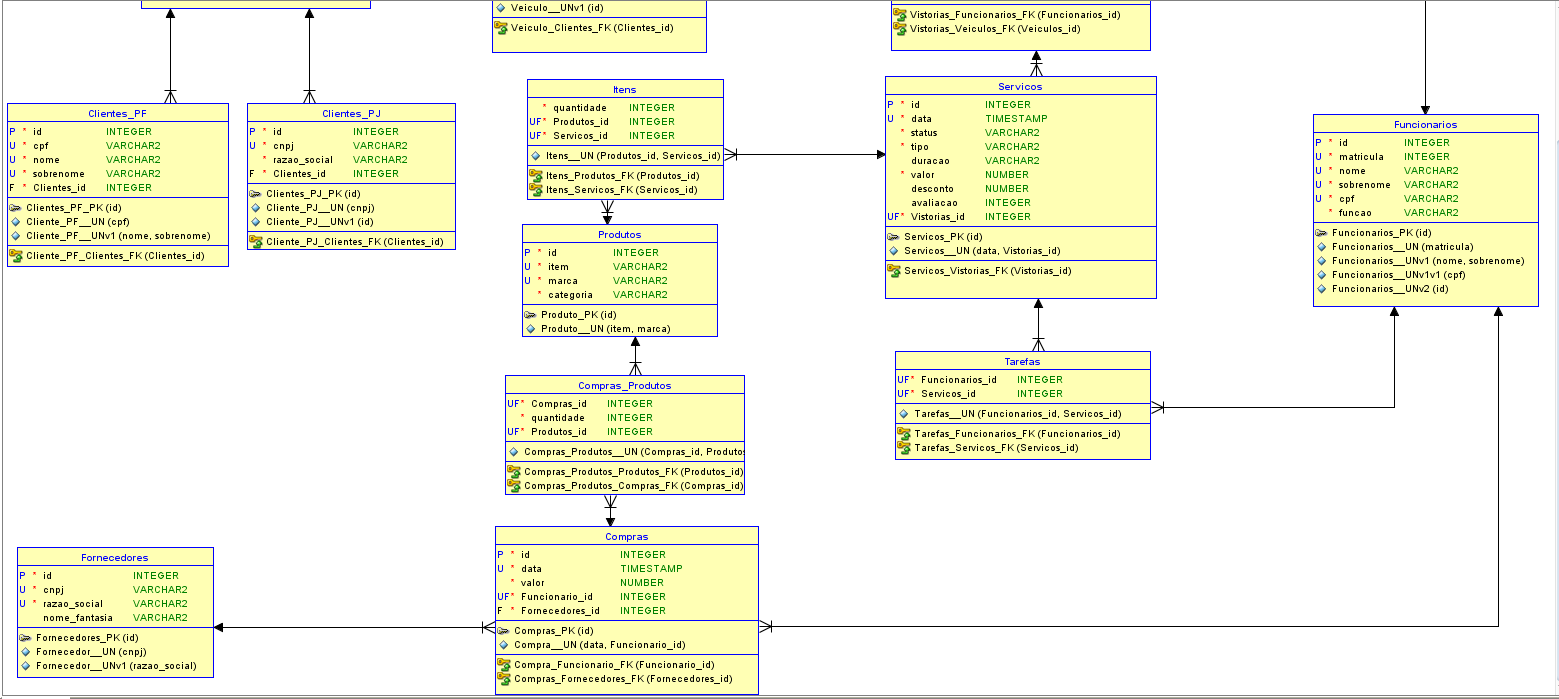 Veiculo__UNv1 (id)
Veiculo_Clientes_FK (Clientes_id)
Vistorias_Funcionarios_FK (Funcionarios_id)
Vistorias_Veiculos_FK (Veiculos_id)
Clientes_PF
P * id INTEGER
U * cpf VARCHAR2
U * nome VARCHAR2
U * sobrenome VARCHAR2
F * Clientes_id INTEGER
Clientes_PF_PK (id)
Cliente_PF__UN (cpf)
Cliente_PF__UNv1 (nome, sobrenome)
Cliente_PF_Clientes_FK (Clientes_id)
Clientes_PJ
P * id INTEGER
U * cnpj VARCHAR2
* razao_social VARCHAR2
F * Clientes_id INTEGER
Clientes_PJ_PK (id)
Cliente_PJ__UN (cnpj)
Cliente_PJ__UNv1 (id)
Cliente_PJ_Clientes_FK (Clientes_id)
Itens
* quantidade INTEGER
UF* Produtos_id INTEGER
UF* Servicos_id INTEGER
Itens__UN (Produtos_id, Servicos_id)
Itens_Produtos_FK (Produtos_id)
Itens_Servicos_FK (Servicos_id)
Servicos
P * id INTEGER
U * data TIMESTAMP
* status VARCHAR2
* tipo VARCHAR2
duracao VARCHAR2
* valor NUMBER
desconto NUMBER
avaliacao INTEGER
UF* Vistorias_id INTEGER
Servicos_PK (id)
Servicos__UN (data, Vistorias_id)
Servicos_Vistorias_FK (Vistorias_id)
Funcionarios
P * id INTEGER
U * matricula INTEGER
U * nome VARCHAR2
U * sobrenome VARCHAR2
U * cpf VARCHAR2
* funcao VARCHAR2
Funcionarios_PK (id)
Funcionarios__UN (matricula)
Funcionarios__UNv1 (nome, sobrenome)
Funcionarios__UNv1v1 (cpf)
Funcionarios__UNv2 (id)
Produtos
P * id INTEGER
U * item VARCHAR2
U * marca VARCHAR2
* categoria VARCHAR2
Produto_PK (id)
Produto__UN (item, marca)
Tarefas
UF* Funcionarios_id INTEGER
UF* Servicos_id INTEGER
Tarefas__UN (Funcionarios_id, Servicos_id)
Tarefas_Funcionarios_FK (Funcionarios_id)
Tarefas_Servicos_FK (Servicos_id)
Compras_Produtos
UF* Compras_id INTEGER
* quantidade INTEGER
UF* Produtos_id INTEGER
Compras_Produtos__UN (Compras_id, Produtos
Compras_Produtos_Produtos_FK (Produtos_id)
Compras_Produtos_Compras_FK (Compras_id)
Compras
P * id INTEGER
U * data TIMESTAMP
* valor NUMBER
UF* Funcionario_id INTEGER
F * Fornecedores_id INTEGER
Compras_PK (id)
Compra__UN (data, Funcionario_id)
Compra_Funcionario_FK (Funcionario_id)
Compras_Fornecedores_FK (Fornecedores_id)
Fornecedores
P * id INTEGER
U * cnpj VARCHAR2
U * razao_social VARCHAR2
nome_fantasia VARCHAR2
Fornecedores_PK (id)
Fornecedor__UN (cnpj)
Fornecedor__UNv1 (razao_social)